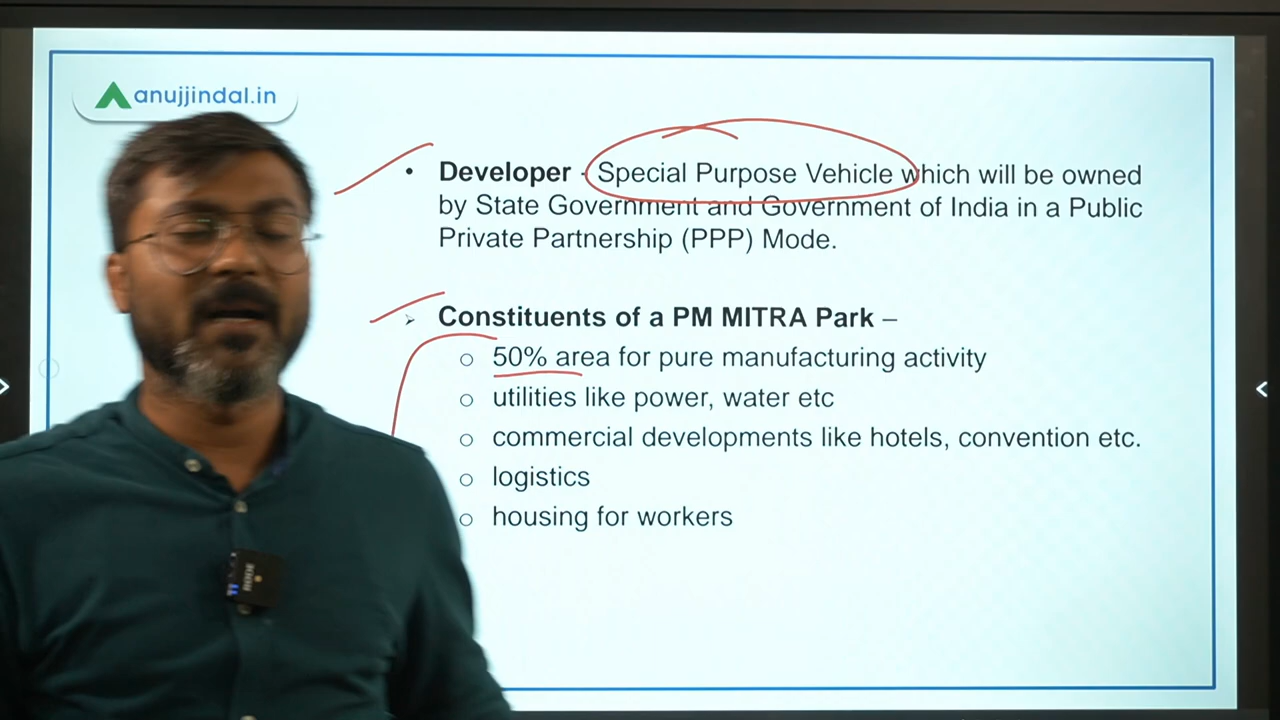 anujjindal.in
• Developer - Special Purpose Vehicle which will be owned
by State Government and Government of India in a Public
Private Partnership (PPP) Mode.
➢ Constituents of a PM MITRA Park –
○ 50% area for pure manufacturing activity
○ utilities like power, water etc
○ commercial developments like hotels, convention etc.
○ logistics
○ housing for workers